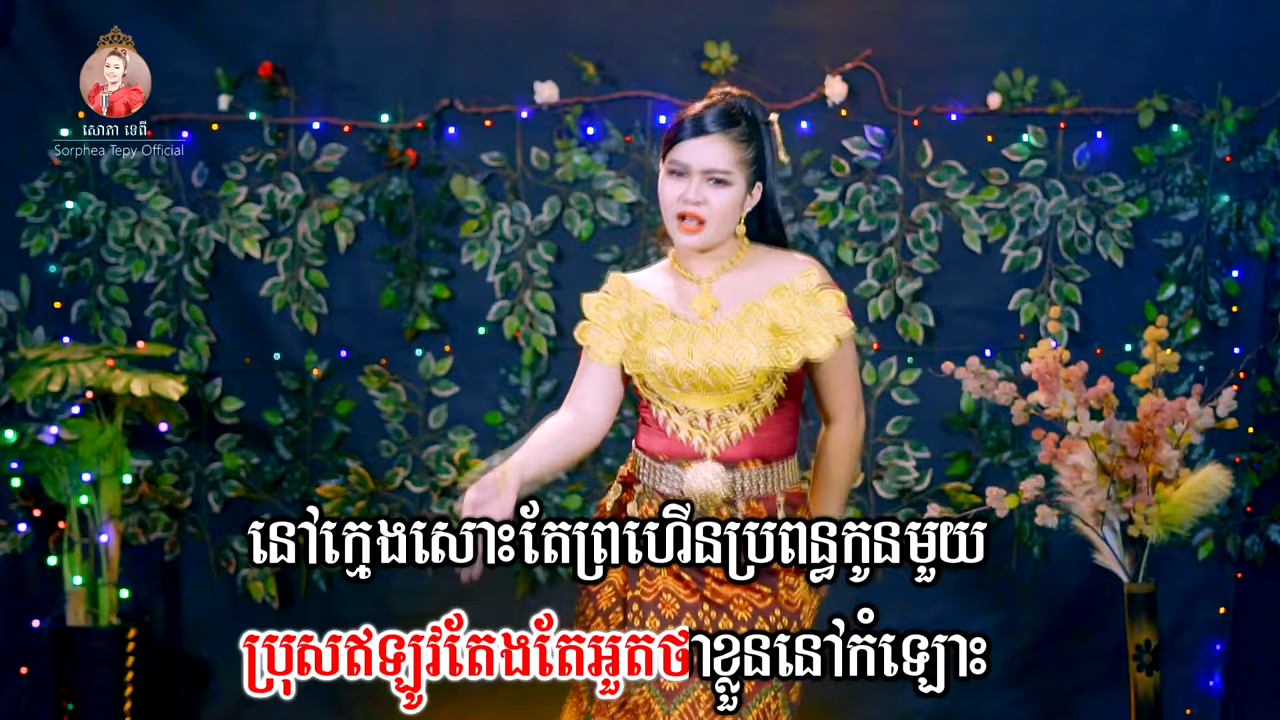 សោភា ទេពី
Sorphea Tepy Official
នៅក្មេងសោះតែព្រហើនប្រពន្ធកូនមួយ
ប្រុសឥឡូវតែងតែអួតថាខ្លួននៅកំឡោះ